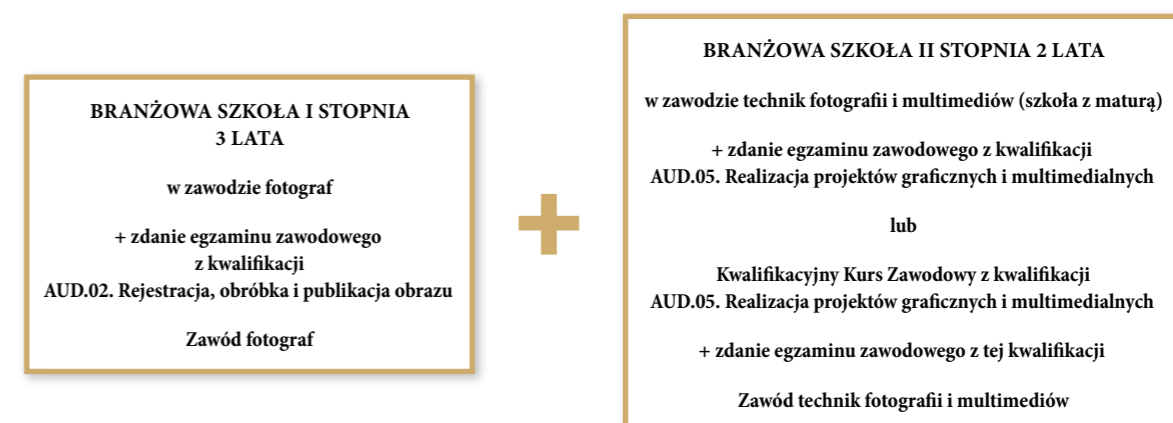 BRANŻOWA SZKOŁA I STOPNIA
3 LATA
w zawodzie fotograf
+ zdanie egzaminu zawodowego
z kwalifikacji
AUD.02. Rejestracja, obróbka i publikacja obrazu
Zawód fotograf
+
BRANŻOWA SZKOŁA II STOPNIA 2 LATA
w zawodzie technik fotografii i multimediów (szkoła z maturą)
+ zdanie egzaminu zawodowego z kwalifikacji
AUD.05. Realizacja projektów graficznych i multimedialnych
lub
Kwalifikacyjny Kurs Zawodowy z kwalifikacji
AUD.05. Realizacja projektów graficznych i multimedialnych
+ zdanie egzaminu zawodowego z tej kwalifikacji
Zawód technik fotografii i multimediów